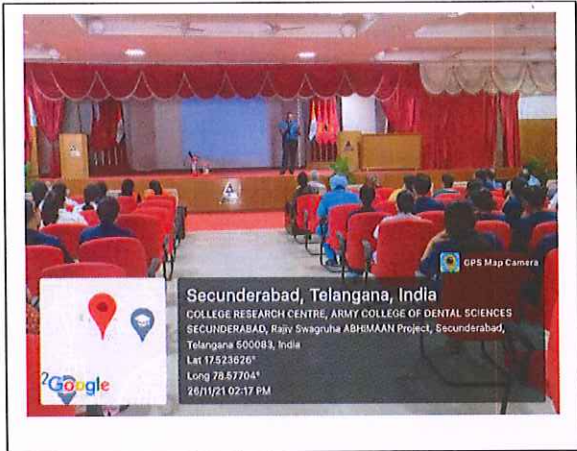 GPS Map Camera
Secunderabad, Telangana, India
COLLEGE RESEARCH CENTRE, ARMY COLLEGE OF DENTAL SCIENCES
SECUNDERABAD, Rajiv Swagruha ABHIMAAN Project, Secunderabad,
Telangana 500083, India
Lat 17.523626°
Long 78.57704°
26/11/21 02:17 PM
2Google